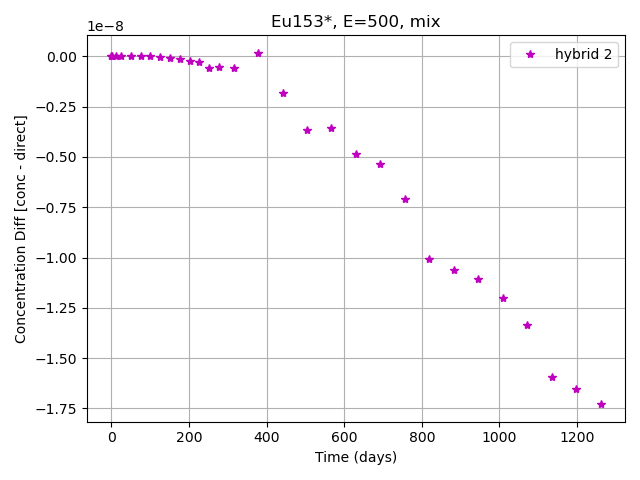 Eu153*, E=500, mix
1e−8
hybrid 2
0.00
−0.25
−0.50
−0.75
−1.00
−1.25
−1.50
−1.75
Concentration Diff [conc - direct]
0 200 400 600 800 1000 1200
Time (days)